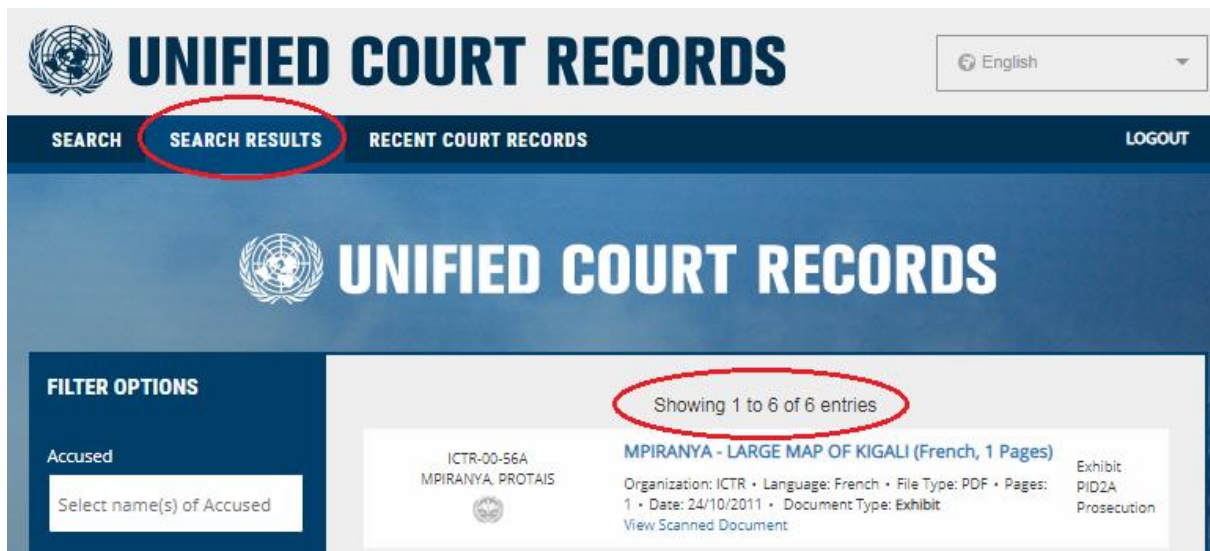 UNIFIED COURT RECORDS
English
SEARCH SEARCH RESULTS RECENT COURT RECORDS LOGOUT
UNIFIED COURT RECORDS
FILTER OPTIONS
Accused
Select name(s) of Accused
Showing 1 to 6 of 6 entries
ICTR-00-56A
MPIRANYA, PROTAIS
MPIRANYA - LARGE MAP OF KIGALI (French, 1 Pages)
Organization: ICTR • Language: French • File Type: PDF • Pages:
1 • Date: 24/10/2011 • Document Type: Exhibit
View Scanned Document
Exhibit
PID2A
Prosecution